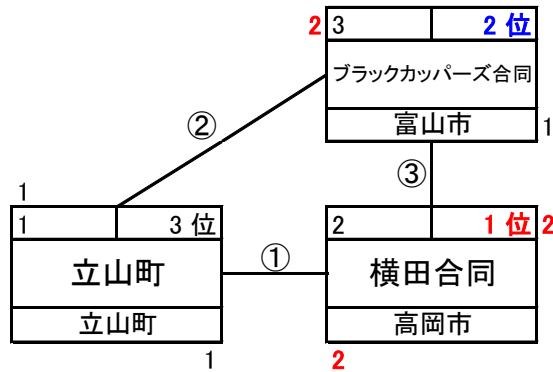 2 3 2 位
ブラックカッパーズ合同
富山市 1
②
③
1
1 3 位
立山町
立山町
1
①
2 1 位 2
横田合同
高岡市
2